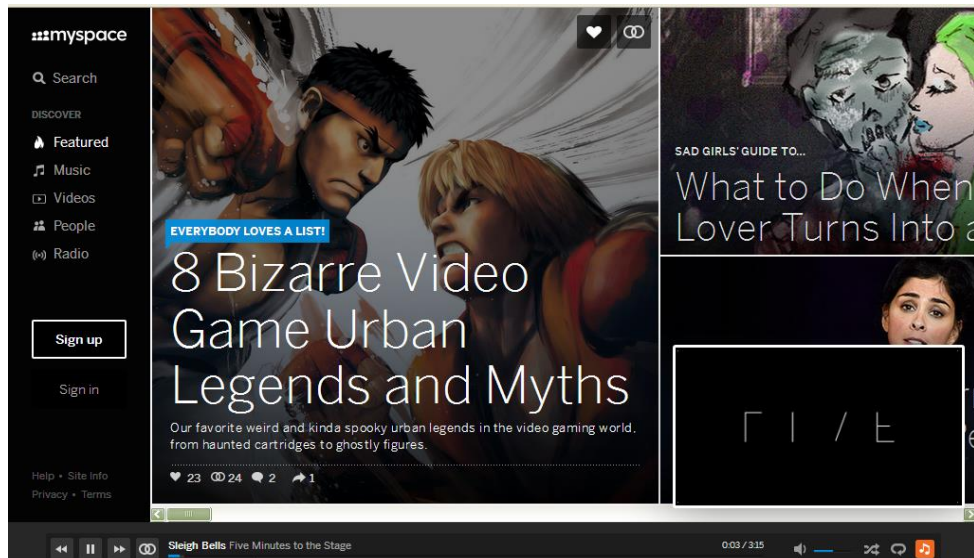 myspace
Search
DISCOVER
Featured
Music
Videos
People
Radio
Sign up
Sign in
Help • Site Info
Privacy • Terms
EVERYBODY LOVES A LIST!
8 Bizarre Video
Game Urban
Legends and Myths
Our favorite weird and kinda spooky urban legends in the video gaming world,
from haunted cartridges to ghostly figures.
23 24 2 1
SAD GIRLS' GUIDE TO...
What to Do When
Lover Turns Into a
Sleigh Bells Five Minutes to the Stage
0:03 / 3:15